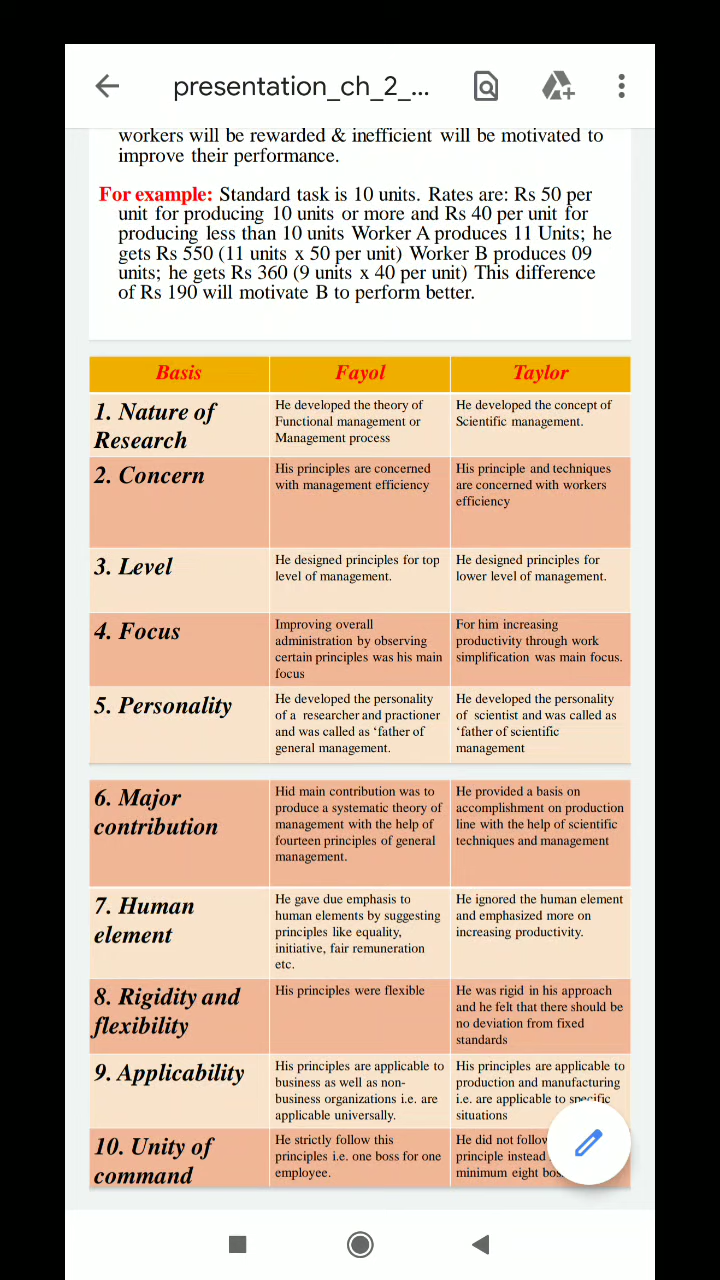 presentation_ch_2_...
workers will be rewarded & inefficient will be motivated to
improve their performance.
For example: Standard task is 10 units. Rates are: Rs 50 per
unit for producing 10 units or more and Rs 40 per unit for
producing less than 10 units Worker A produces 11 Units; he
gets Rs 550 (11 units x 50 per unit) Worker B produces 09
units; he gets Rs 360 (9 units x 40 per unit) This difference
of Rs 190 will motivate B to perform better.
Basis
Fayol
Taylor
1. Nature of
Research
He developed the theory of
Functional management or
Management process
He developed the concept of
Scientific management.
2. Concern
His principles are concerned
with management efficiency
His principle and techniques
are concerned with workers
efficiency
3. Level
He designed principles for top
level of management.
He designed principles for
lower level of management.
4. Focus
Improving overall
administration by observing
certain principles was his main
focus
For him increasing
productivity through work
simplification was main focus.
5. Personality
He developed the personality
of a researcher and practioner
and was called as ‘father of
general management.
He developed the personality
of scientist and was called as
‘father of scientific
management
6. Major
contribution
Hid main contribution was to
produce a systematic theory of
management with the help of
fourteen principles of general
management.
He provided a basis on
accomplishment on production
line with the help of scientific
techniques and management
7. Human
element
He gave due emphasis to
human elements by suggesting
principles like equality,
initiative, fair remuneration
etc.
He ignored the human element
and emphasized more on
increasing productivity.
8. Rigidity and
flexibility
His principles were flexible
He was rigid in his approach
and he felt that there should be
no deviation from fixed
standards
9. Applicability
His principles are applicable to
business as well as non-
business organizations i.e. are
applicable universally.
His principles are applicable to
production and manufacturing
i.e. are applicable to specific
situations
10. Unity of
command
He strictly follow this
principles i.e. one boss for one
employee.
He did not follow
principle instead
minimum eight